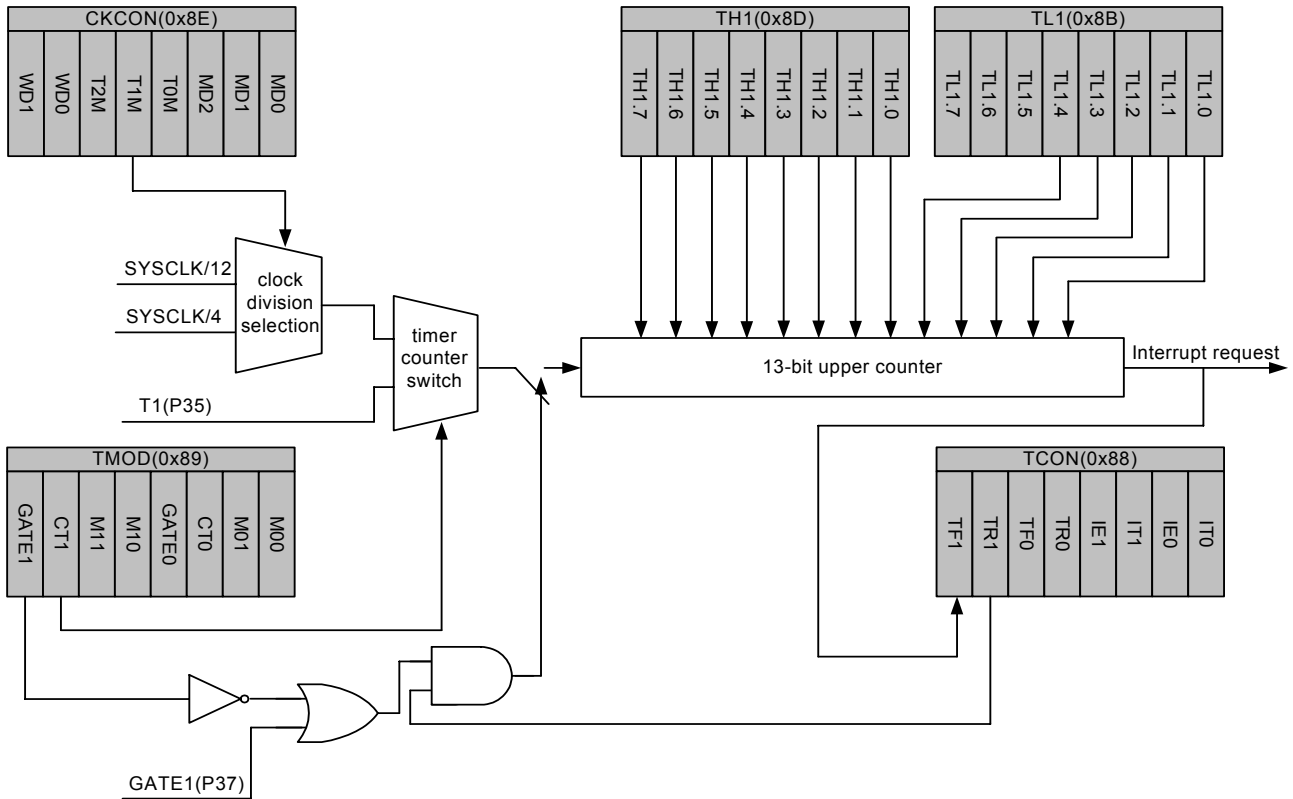 CKCON(0x8E)
WD1
WD0
T2M
T1M
T0M
MD2
MD1
MD0
TH1(0x8D)
TH1.7
TH1.6
TH1.5
TH1.4
TH1.3
TH1.2
TH1.1
TH1.0
TL1(0x8B)
TL1.7
TL1.6
TL1.5
TL1.4
TL1.3
TL1.2
TL1.1
TL1.0
SYSCLK/12
SYSCLK/4
clock
division
selection
T1(P35)
timer
counter
switch
13-bit upper counter
Interrupt request
TMOD(0x89)
GATE1
CT1
M11
M10
GATE0
CT0
M01
M00
TCON(0x88)
TF1
TR1
TF0
TR0
IE1
IT1
IE0
IT0
GATE1(P37)